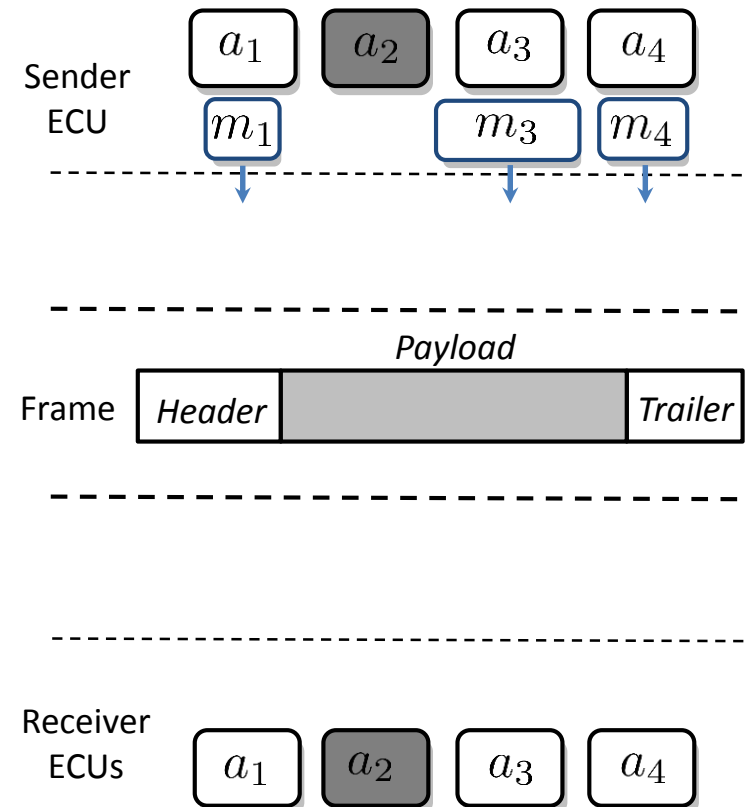 a1 a2 a3 a4
Sender
ECU
m1 m3 m4
Payload
Frame Header Trailer
Receiver
ECUs
a1 a2 a3 a4